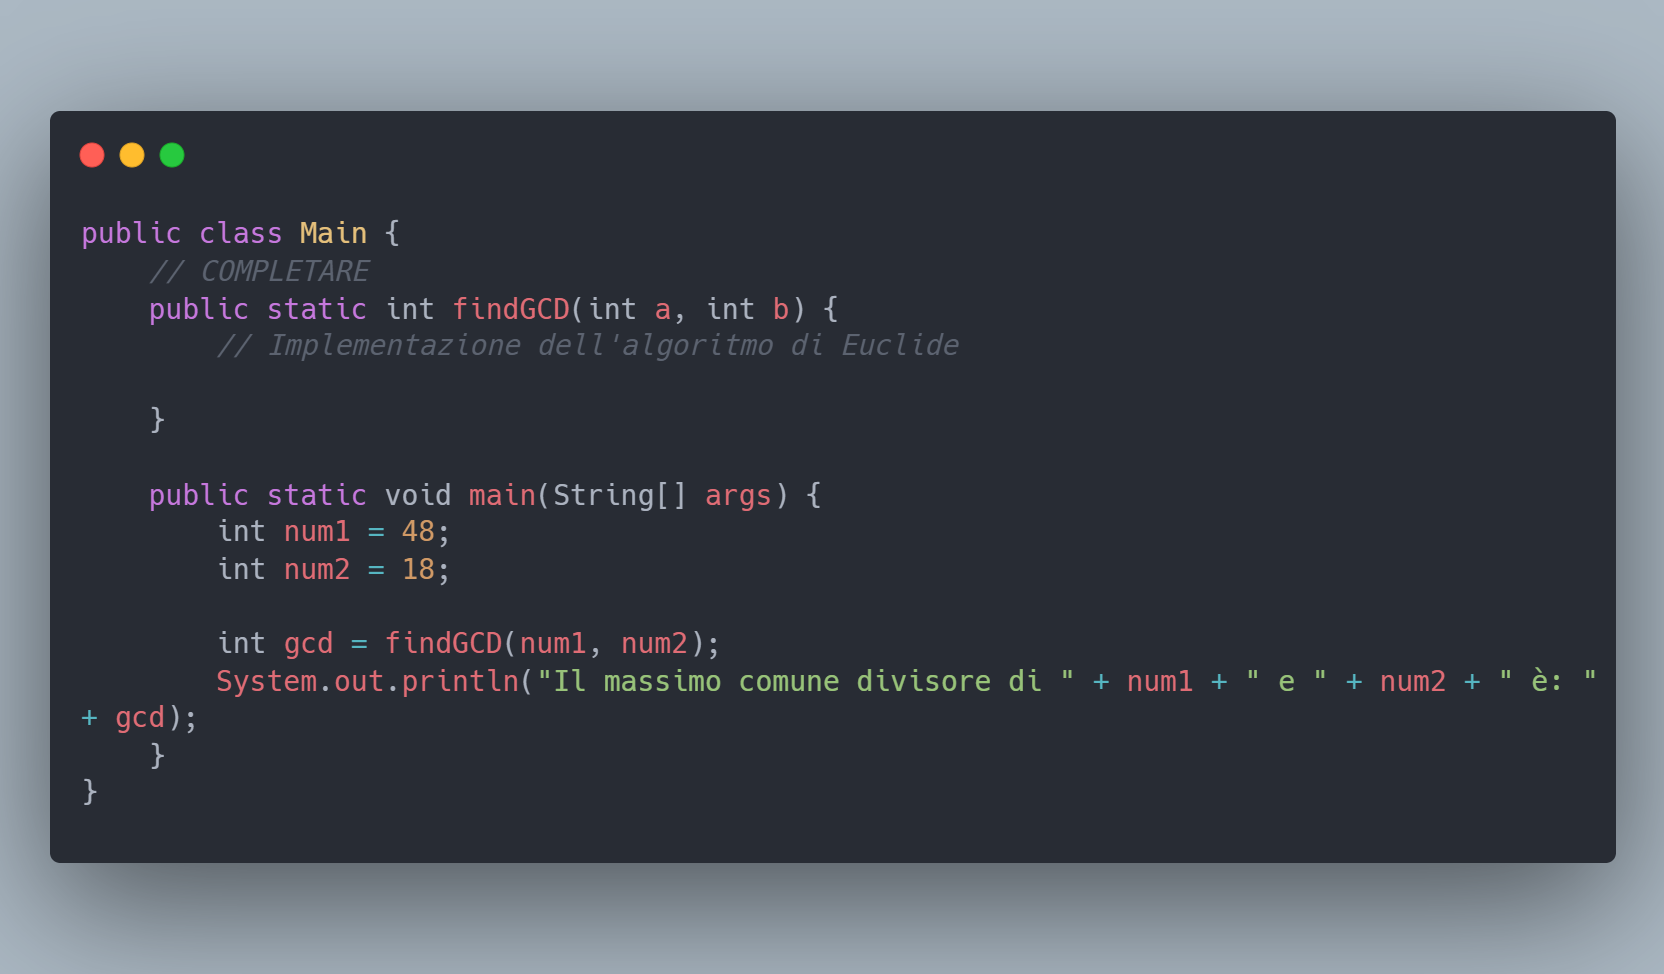 public class Main {
    // COMPLETARE
    public static int findGCD(int a, int b) {
        // Implementazione dell'algoritmo di Euclide

    }

    public static void main(String[] args) {
        int num1 = 48;
        int num2 = 18;

        int gcd = findGCD(num1, num2);
        System.out.println("Il massimo comune divisore di " + num1 + " e " + num2 + " è: "
+ gcd);
    }
}